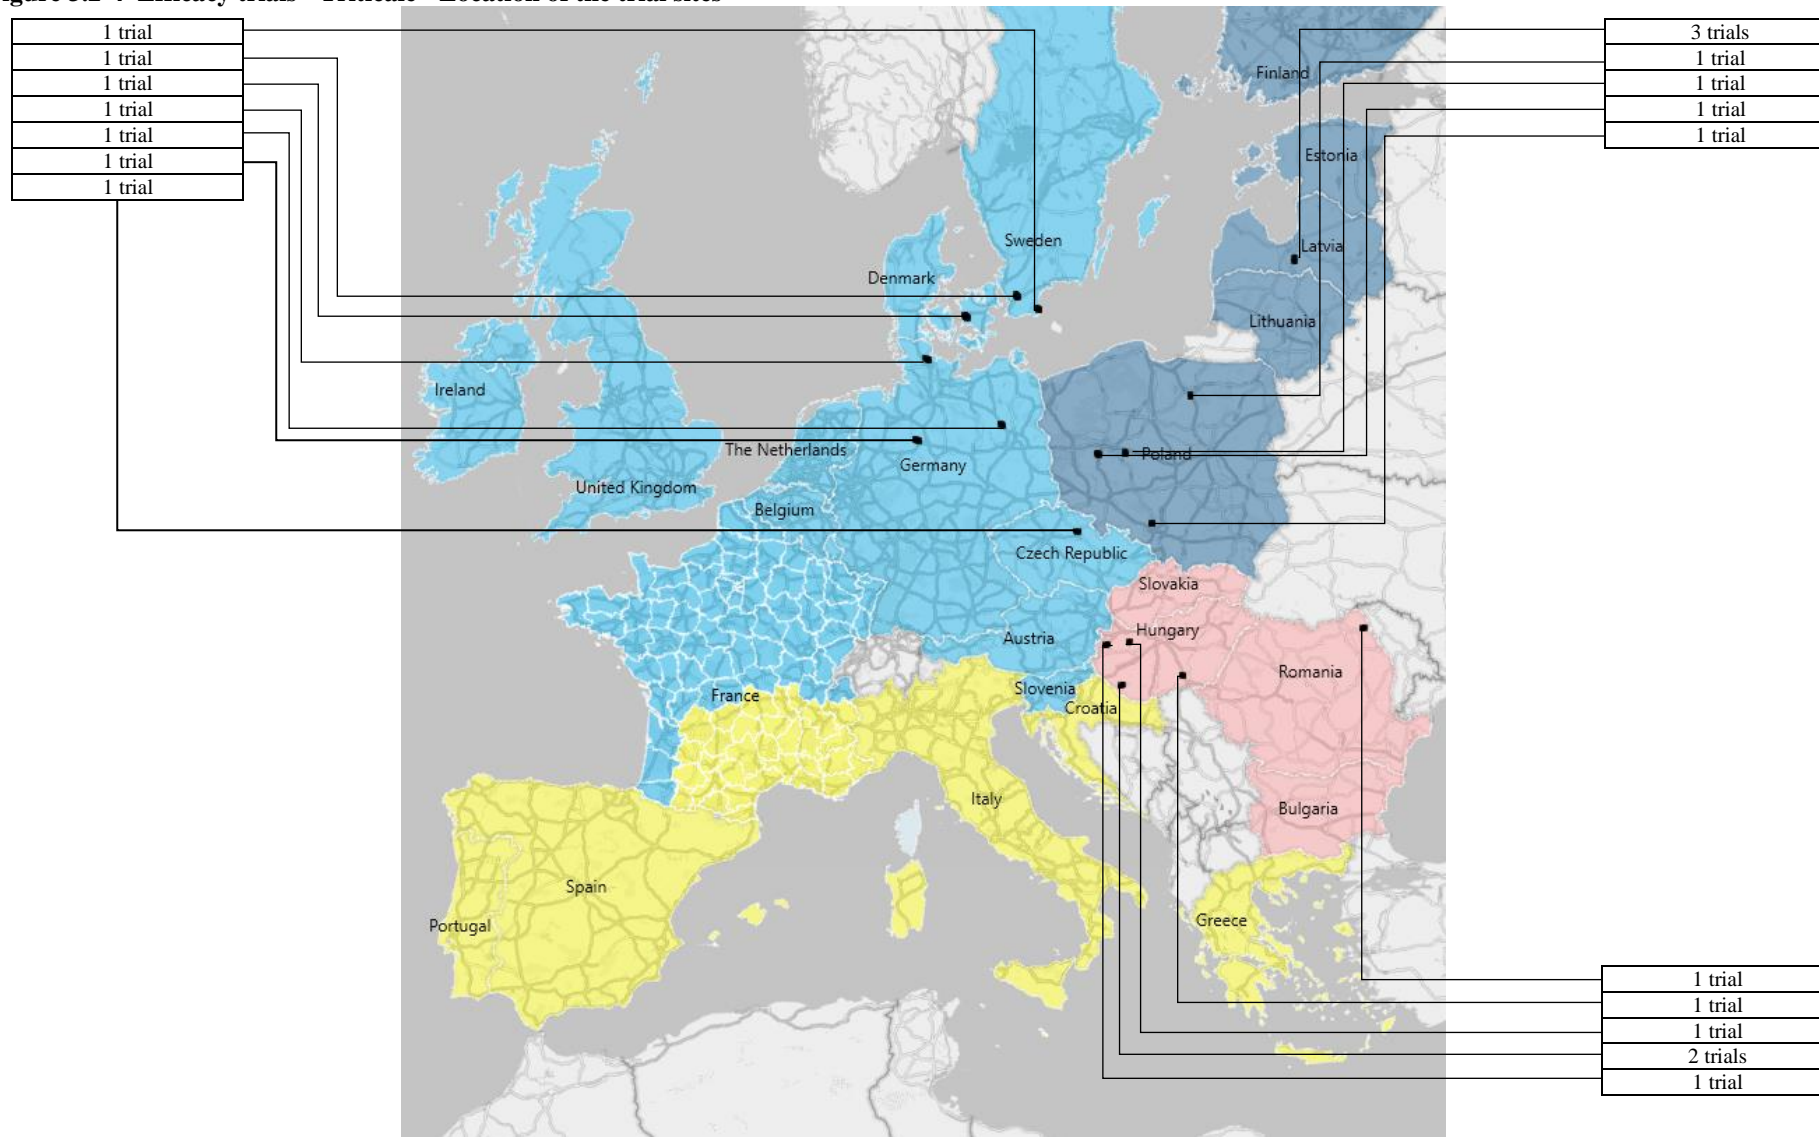 1 trial
1 trial
1 trial
1 trial
1 trial
1 trial
1 trial
3 trials
1 trial
1 trial
1 trial
1 trial
Finland
Estonia
Sweden
Latvia
Denmark
Lithuania
Ireland
The Netherlands
Poland
Germany
United Kingdom
Belgium
Czech Republic
Slovakia
Hungary
Austria
Romania
Slovenia
France
Croatia
Italy
Bulgaria
Spain
Greece
Portugal
1 trial
1 trial
1 trial
2 trials
1 trial